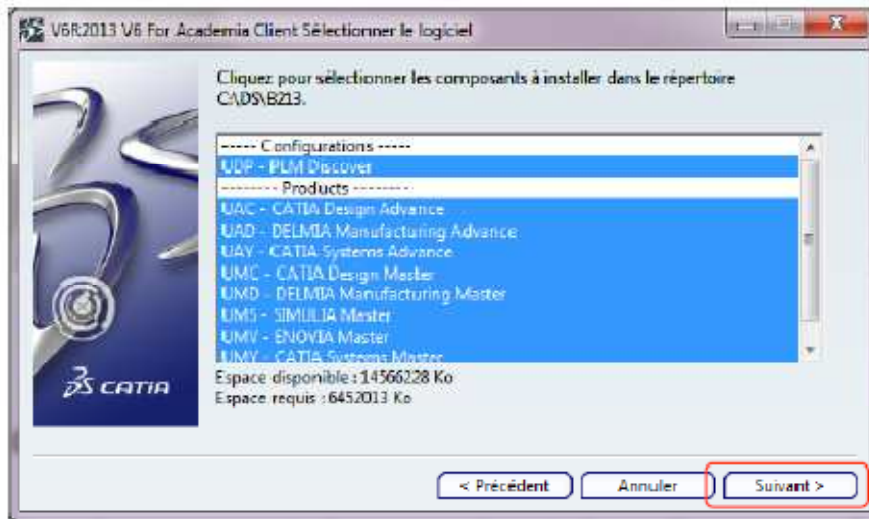 V6R2013 V6 For Academia Client Sélectionner le logiciel
Cliquez pour sélectionner les composants à installer dans le répertoire
C:\DS\B213.
----- Configurations -----
UDP - PLM Discover
-------- Products --------
UAC - CATIA Design Advance
UAD - DELMIA Manufacturing Advance
UAY - CATIA Systems Advance
UMC - CATIA Design Master
UMD - DELMIA Manufacturing Master
UMS - SIMULIA Master
UMV - ENOVIA Master
UMY - CATIA Systems Master
CATIA
Espace disponible : 14566228 Ko
Espace requis : 6452013 Ko
< Précédent
Annuler
Suivant >